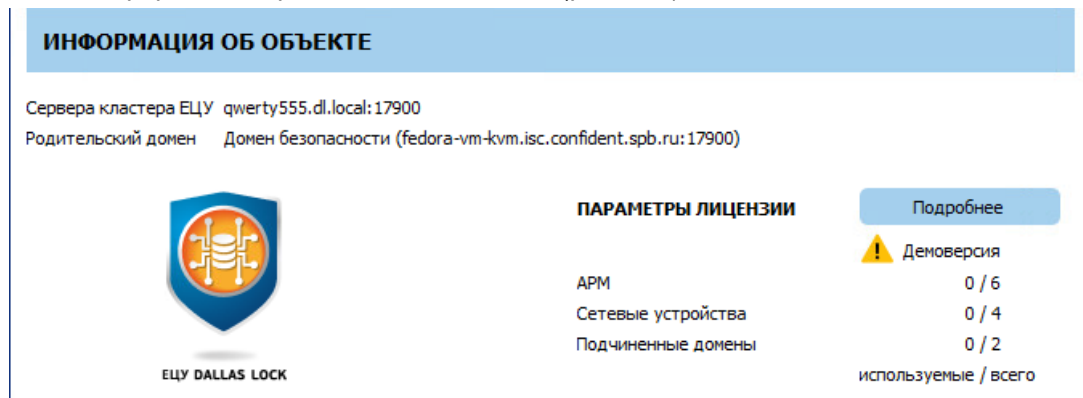 ИНФОРМАЦИЯ ОБ ОБЪЕКТЕ
Сервера кластера ЕЦУ qwerty555.dl.local:17900
Родительский домен Домен безопасности (fedora-vm-kvm.isc.confident.spb.ru:17900)
ПАРАМЕТРЫ ЛИЦЕНЗИИ Подробнее
Демоверсия
АРМ 0 / 6
Сетевые устройства 0 / 4
Подчиненные домены 0 / 2
ЕЦУ DALLAS LOCK
используемые / всего